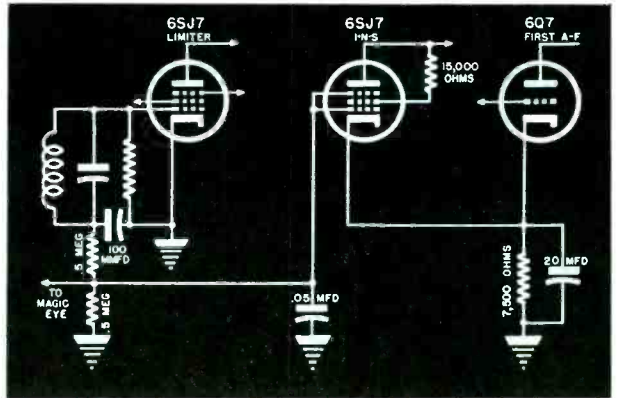 6SJ7
LIMITER
6SJ7
I-N-S
6Q7
FIRST A-F
15,000
OHMS
100
MMFD
.5 MEG
TO
MAGIC
EYE
.5 MEG
.05 MFD
7,500 OHMS
20 MFD